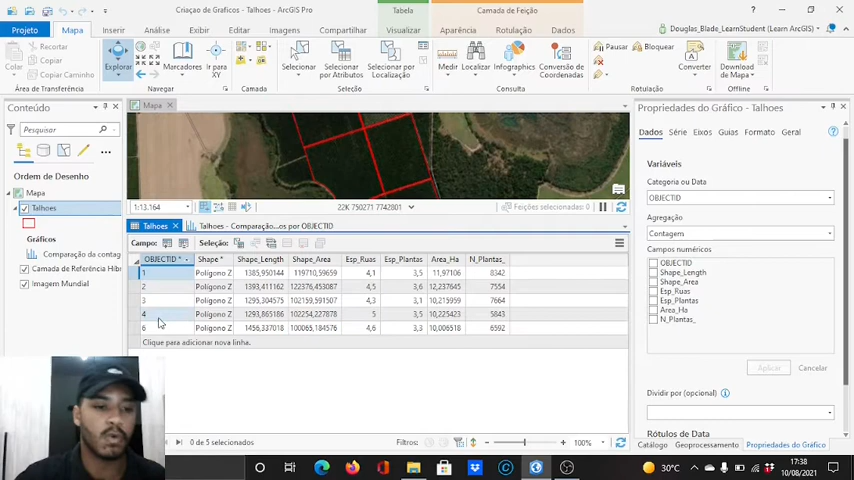 Criaçao de Graficos - Talhoes - ArcGIS Pro
Tabela
Camada de Feição
Projeto
Mapa
Inserir
Análise
Exibir
Editar
Imagens
Compartilhar
Visualizar
Aparência
Rotulação
Dados
Douglas_Blade_LearnStudent (Learn ArcGIS)
Colar
Recortar
Copiar
Copiar Caminho
Área de Transferência
Explorar
Marcadores
Ir para XY
Navegar
Camada
Selecionar
Selecionar por Atributos
Selecionar por Localização
Seleção
Medir
Localizar
Infographics
Conversão de Coordenadas
Consulta
Pausar
Bloquear
Converter
Rotulação
Download de Mapa
Offline
Conteúdo
Pesquisar
Ordem de Desenho
Mapa
Talhoes
Gráficos
Comparação da contag
Camada de Referência Híb
Imagem Mundial
Mapa
1:13.164
22K 750271 7742801
Feições selecionadas: 0
Talhoes
Talhoes - Comparação...os por OBJECTID
Campo:
Seleção:
OBJECTID * Shape * Shape_Length Shape_Area Esp_Ruas Esp_Plantas Area_Ha N_Plantas_
1 Polígono Z 1385,950144 119710,59659 4,1 3,5 11,97106 8342
2 Polígono Z 1393,411162 122376,453087 4,5 3,6 12,237645 7554
3 Polígono Z 1295,304575 102159,591507 4,3 3,1 10,215959 7664
4 Polígono Z 1293,865186 102254,227878 5 3,5 10,225423 5843
6 Polígono Z 1456,337018 100065,184576 4,6 3,3 10,006518 6592
Clique para adicionar nova linha.
0 de 5 selecionados
Filtros:
100%
Propriedades do Gráfico - Talhoes
Dados
Série
Eixos
Guias
Formato
Geral
Variáveis
Categoria ou Data
OBJECTID
Agregação
Contagem
Campos numéricos
OBJECTID
Shape_Length
Shape_Area
Esp_Ruas
Esp_Plantas
Area_Ha
N_Plantas_
Aplicar
Cancelar
Dividir por (opcional)
Rótulos de Data
Catálogo
Geoprocessamento
Propriedades do Gráfico
30°C
17:38
10/08/2021